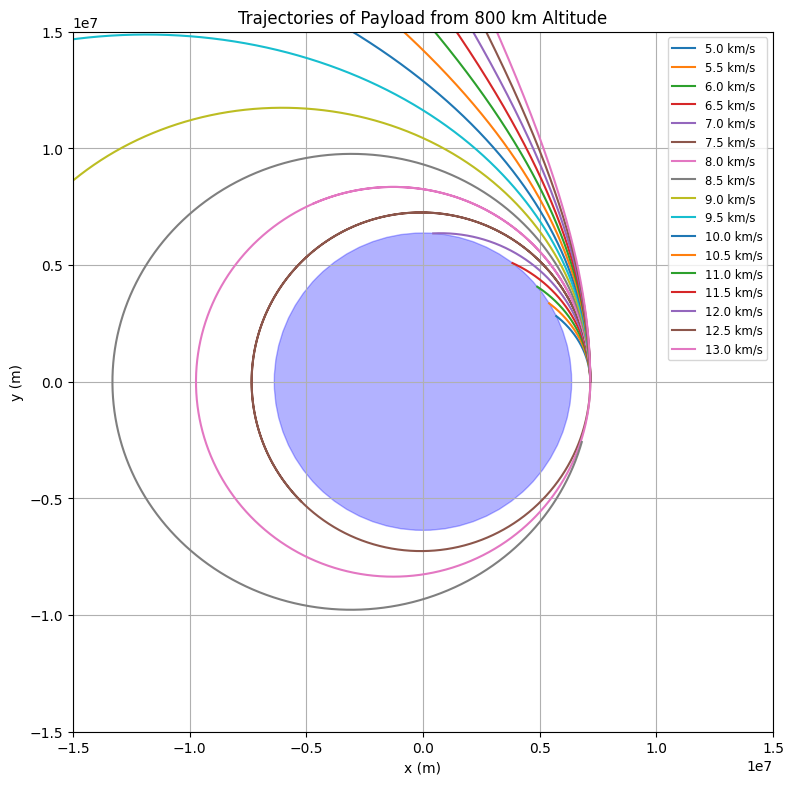 Trajectories of Payload from 800 km Altitude
1e7
1.5
1.0
0.5
0.0
−0.5
−1.0
−1.5
y (m)
5.0 km/s
5.5 km/s
6.0 km/s
6.5 km/s
7.0 km/s
7.5 km/s
8.0 km/s
8.5 km/s
9.0 km/s
9.5 km/s
10.0 km/s
10.5 km/s
11.0 km/s
11.5 km/s
12.0 km/s
12.5 km/s
13.0 km/s
−1.5 −1.0 −0.5 0.0 0.5 1.0 1.5
x (m)
1e7